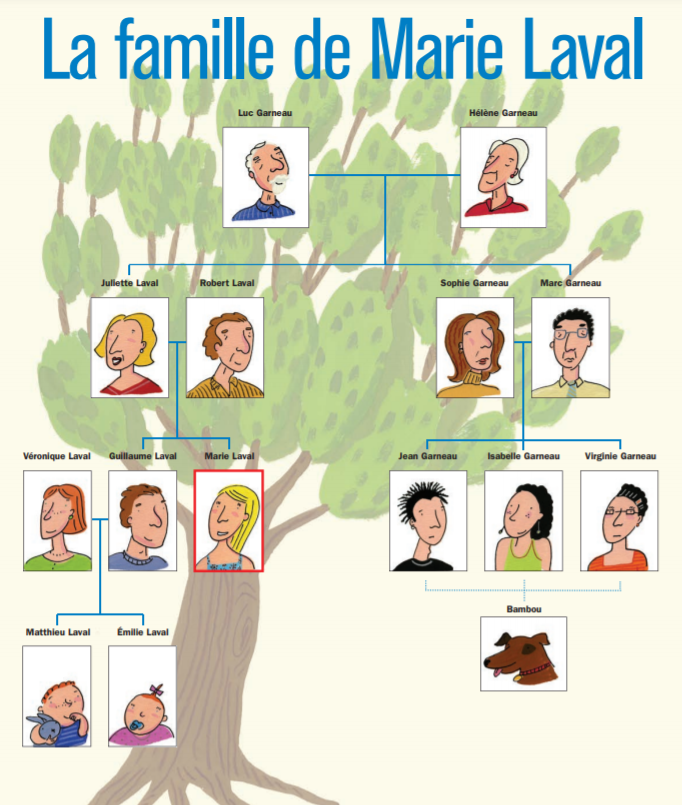 La famille de Marie Laval
Luc Garneau
Hélène Garneau
Juliette Laval
Robert Laval
Sophie Garneau
Marc Garneau
Véronique Laval
Guillaume Laval
Marie Laval
Jean Garneau
Isabelle Garneau
Virginie Garneau
Bambou
Matthieu Laval
Émilie Laval